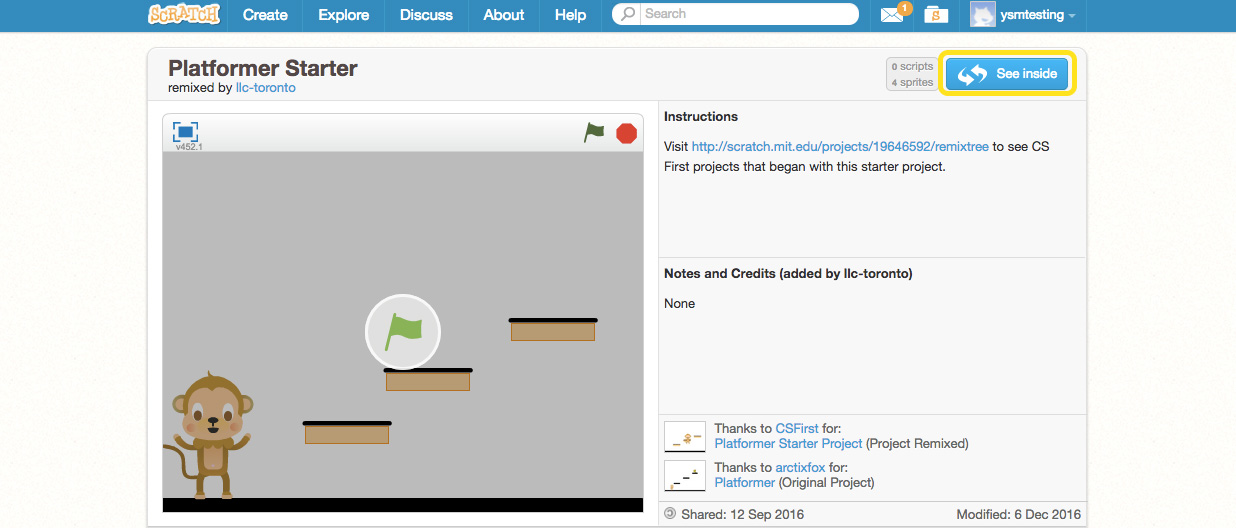 SCRATCH Create Explore Discuss About Help Search 1 S ysmtesting
Platformer Starter
remixed by llc-toronto
0 scripts
4 sprites
See inside
v452.1
Instructions
Visit http://scratch.mit.edu/projects/19646592/remixtree to see CS
First projects that began with this starter project.
Notes and Credits (added by llc-toronto)
None
Thanks to CSFirst for:
Platformer Starter Project (Project Remixed)
Thanks to arctixfox for:
Platformer (Original Project)
Shared: 12 Sep 2016 Modified: 6 Dec 2016